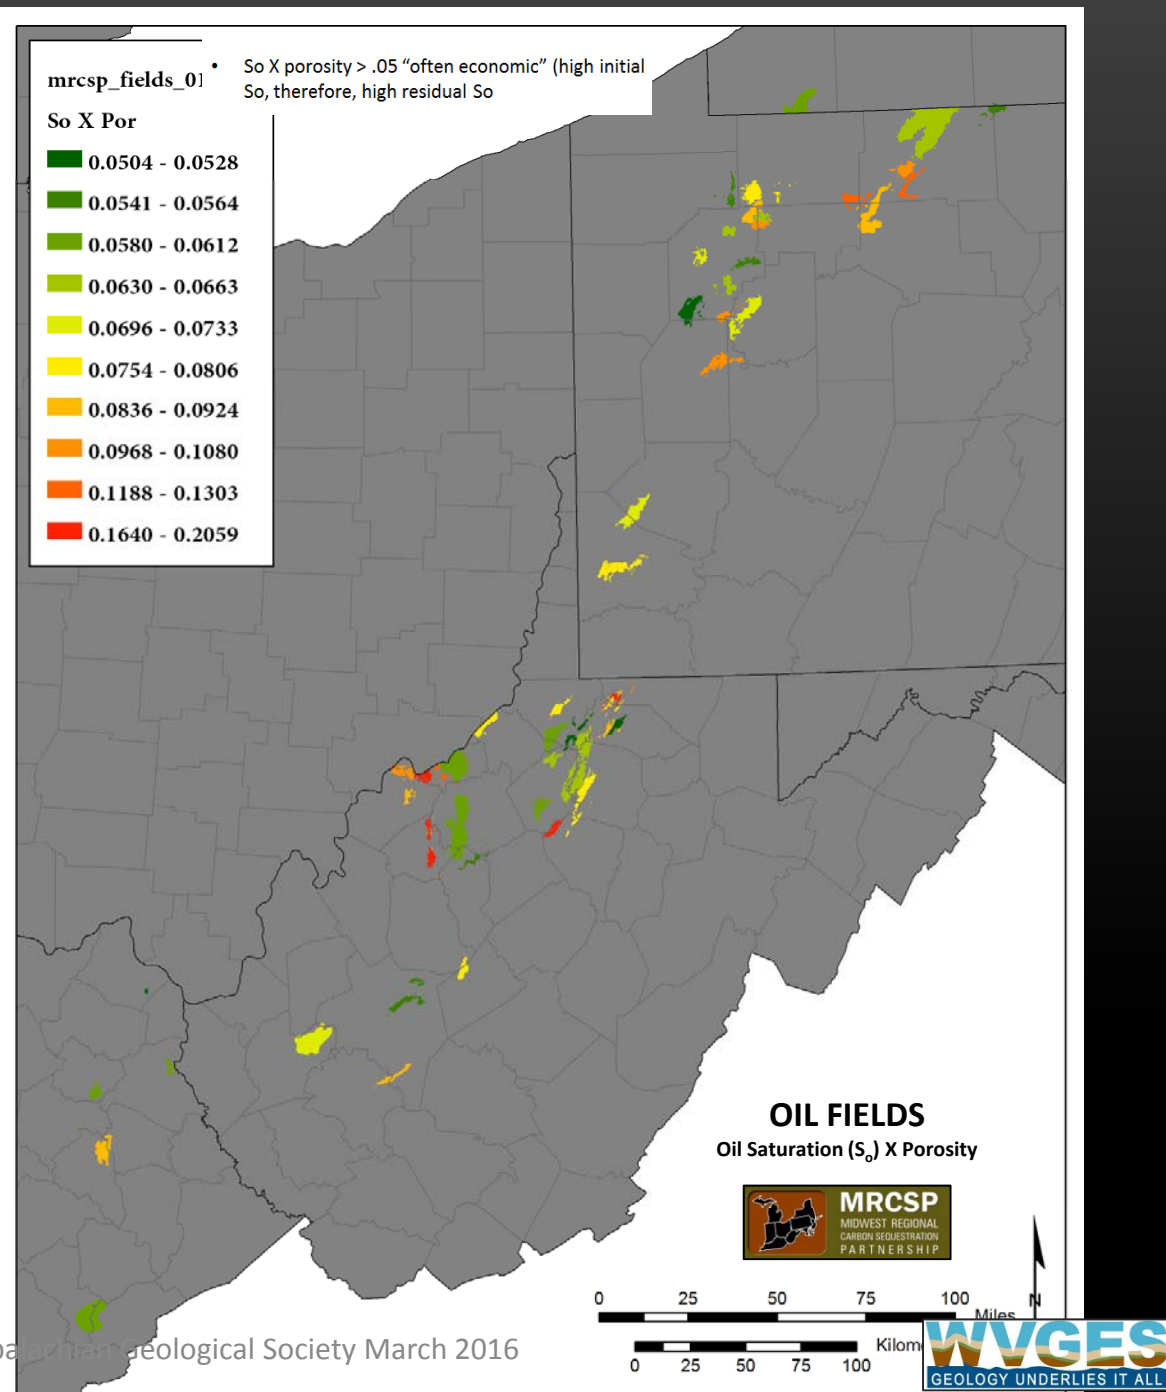 mrcsp_fields_01
• So X porosity > .05 “often economic” (high initial
So, therefore, high residual So
So X Por
0.0504 - 0.0528
0.0541 - 0.0564
0.0580 - 0.0612
0.0630 - 0.0663
0.0696 - 0.0733
0.0754 - 0.0806
0.0836 - 0.0924
0.0968 - 0.1080
0.1188 - 0.1303
0.1640 - 0.2059
OIL FIELDS
Oil Saturation (So) X Porosity
MRCSP
MIDWEST REGIONAL
CARBON SEQUESTRATION
PARTNERSHIP
0 25 50 75 100
Miles
N
Kilom
0 25 50 75 100
palachian Geological Society March 2016
WVGES
GEOLOGY UNDERLIES IT ALL